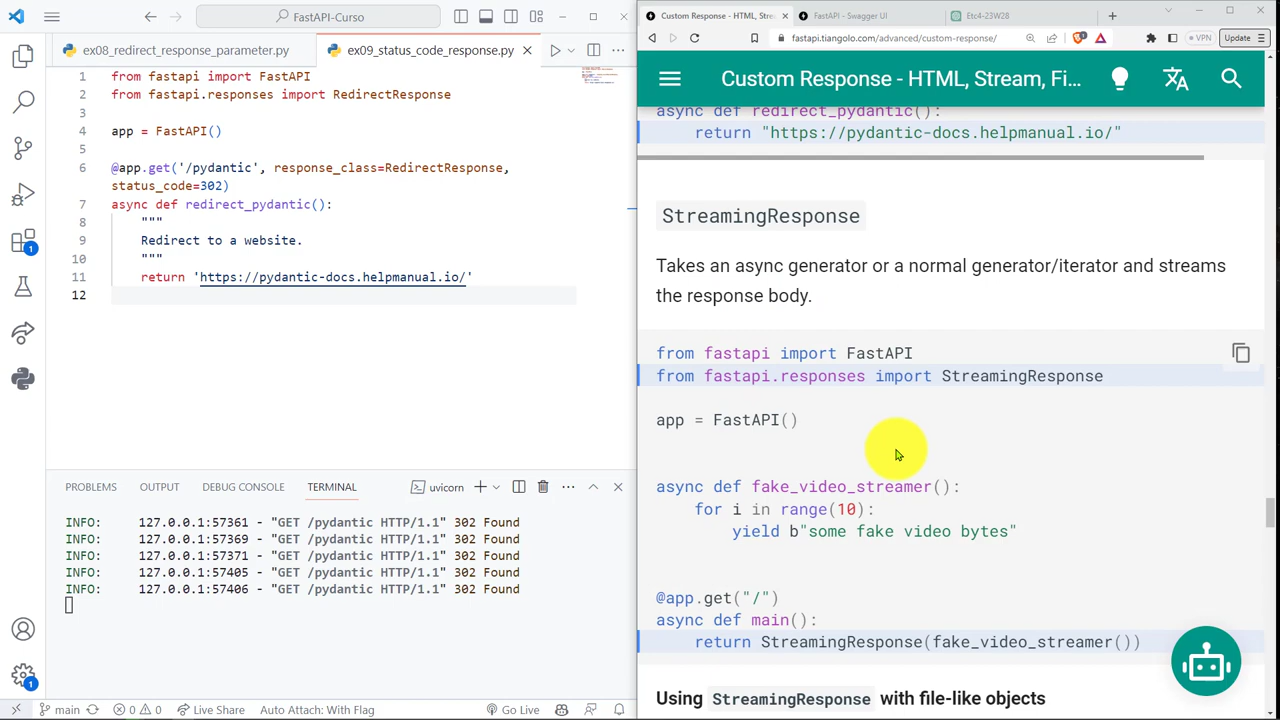 FastAPI-Curso
ex08_redirect_response_parameter.py
ex09_status_code_response.py
1 from fastapi import FastAPI
2 from fastapi.responses import RedirectResponse
3
4 app = FastAPI()
5
6 @app.get('/pydantic', response_class=RedirectResponse,
status_code=302)
7 async def redirect_pydantic():
8 """
9 Redirect to a website.
10 """
11 return 'https://pydantic-docs.helpmanual.io/'
12
1
PROBLEMS OUTPUT DEBUG CONSOLE TERMINAL uvicorn
INFO: 127.0.0.1:57361 - "GET /pydantic HTTP/1.1" 302 Found
INFO: 127.0.0.1:57369 - "GET /pydantic HTTP/1.1" 302 Found
INFO: 127.0.0.1:57371 - "GET /pydantic HTTP/1.1" 302 Found
INFO: 127.0.0.1:57405 - "GET /pydantic HTTP/1.1" 302 Found
INFO: 127.0.0.1:57406 - "GET /pydantic HTTP/1.1" 302 Found
1
main 0 0 Live Share Auto Attach: With Flag Go Live
Custom Response - HTML, Stre
FastAPI - Swagger UI
Etc4-23W28
fastapi.tiangolo.com/advanced/custom-response/
VPN
Update
Custom Response - HTML, Stream, Fi...
async def redirect_pydantic():
return "https://pydantic-docs.helpmanual.io/"
StreamingResponse
Takes an async generator or a normal generator/iterator and streams
the response body.
from fastapi import FastAPI
from fastapi.responses import StreamingResponse
app = FastAPI()
async def fake_video_streamer():
for i in range(10):
yield b"some fake video bytes"
@app.get("/")
async def main():
return StreamingResponse(fake_video_streamer())
Using StreamingResponse with file-like objects